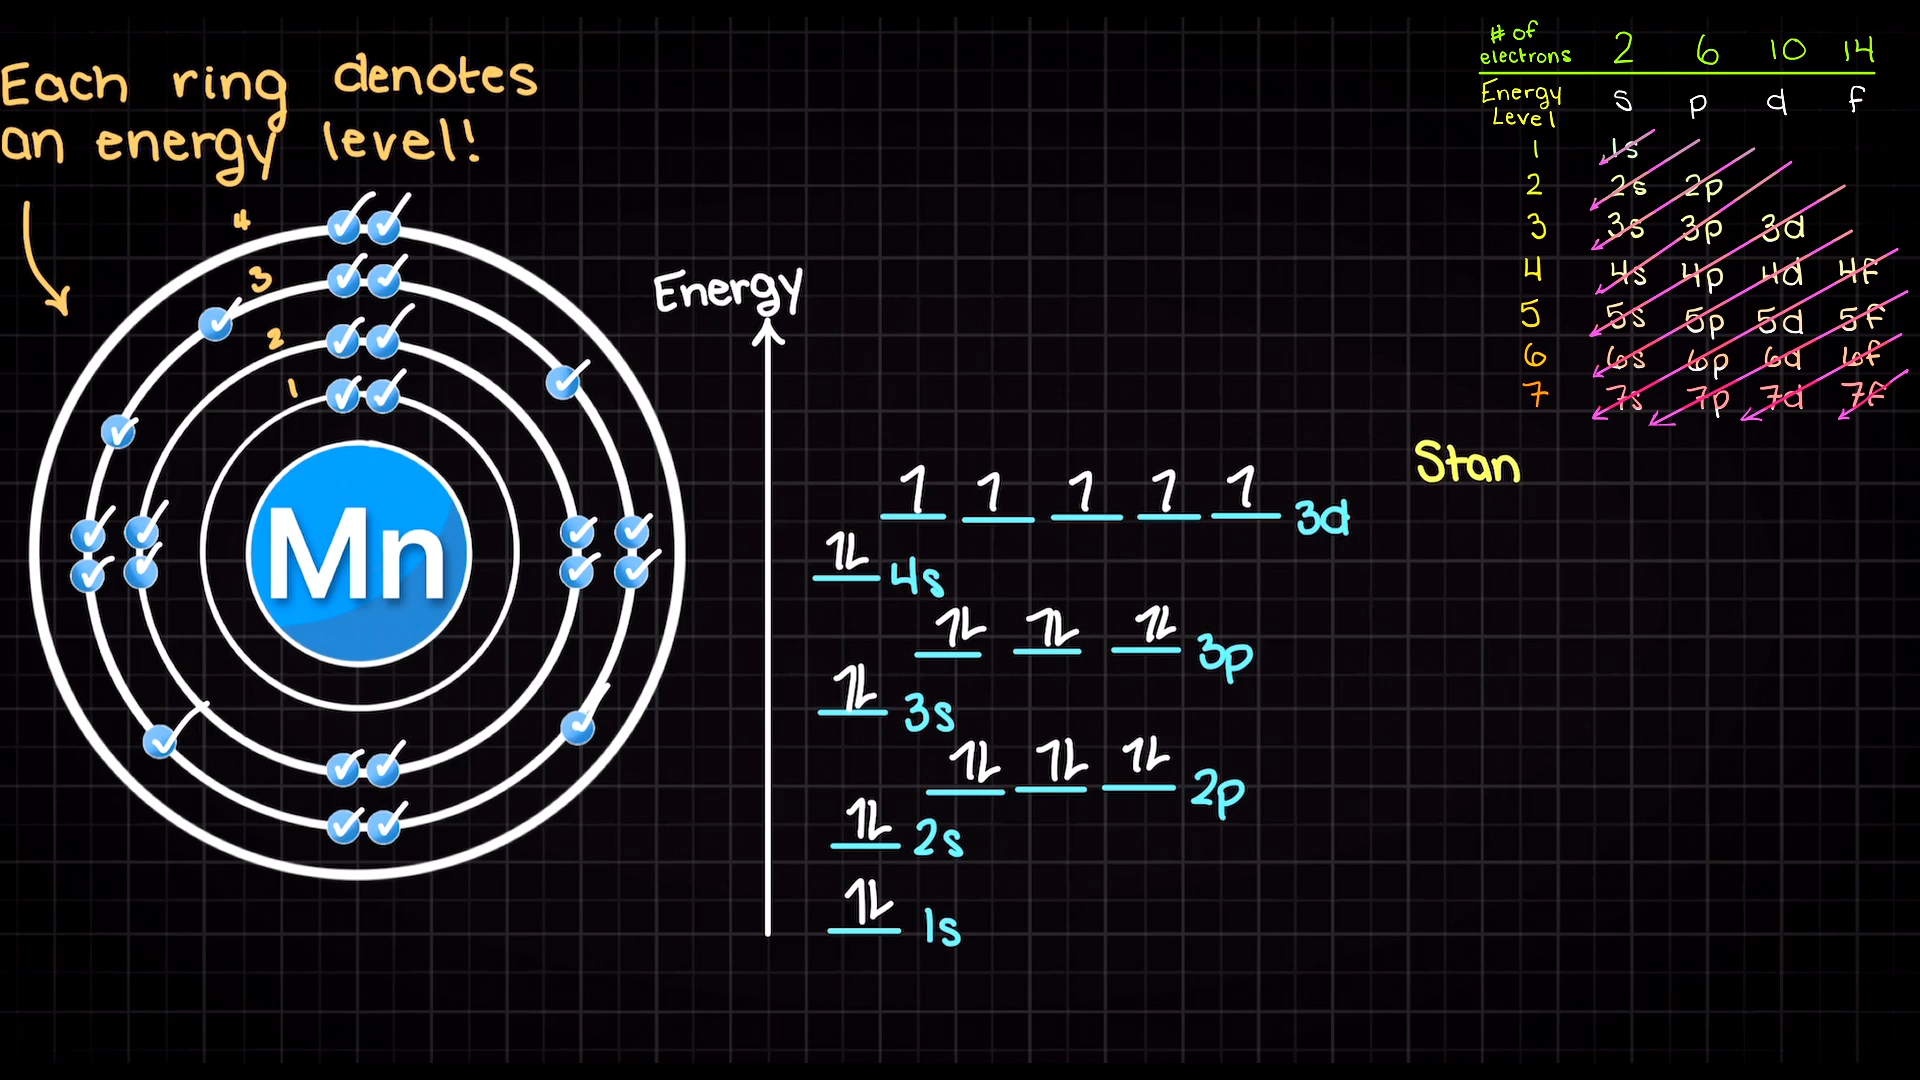 Each ring denotes
an energy level!
4
3
2
1
Mn
Energy
3d
4s
3p
3s
2p
2s
1s
# of electrons 2 6 10 14
Energy Level s p d f
1 1s
2 2s 2p
3 3s 3p 3d
4 4s 4p 4d 4f
5 5s 5p 5d 5f
6 6s 6p 6d 6f
7 7s 7p 7d 7f
Stan